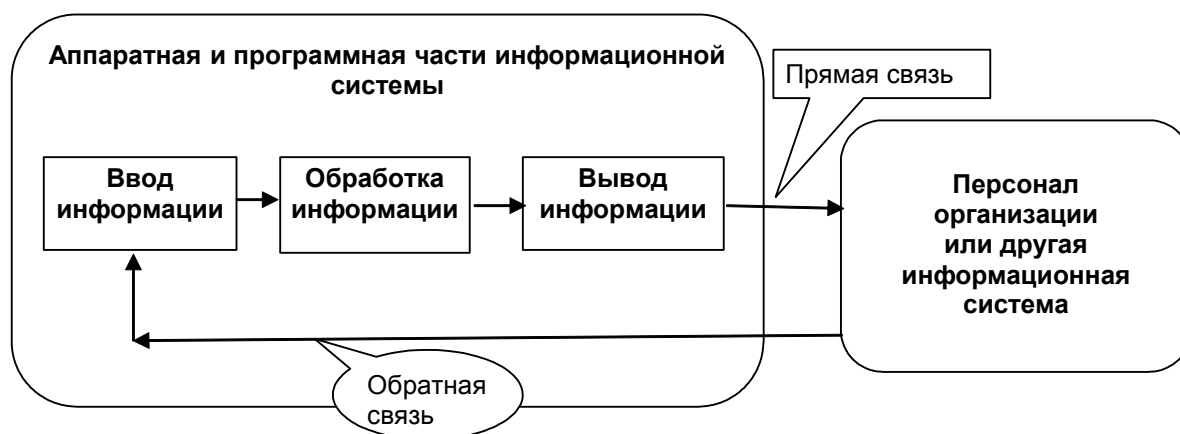 Аппаратная и программная части информационной
системы
Прямая связь
Ввод
информации
Обработка
информации
Вывод
информации
Персонал
организации
или другая
информационная
система
Обратная
связь